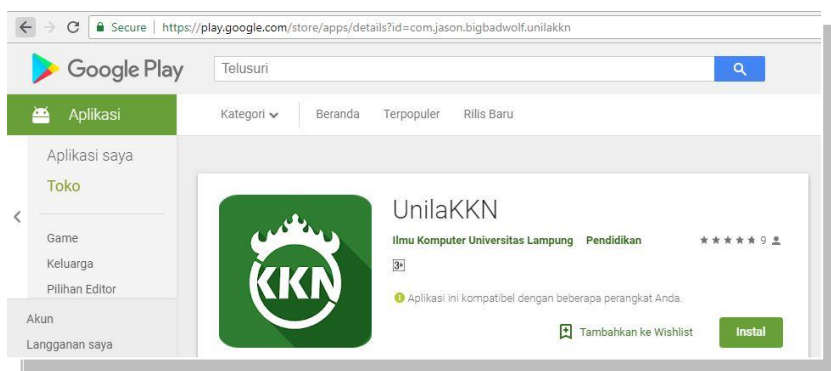 Secure | https://play.google.com/store/apps/details?id=com.jason.bigbadwolf.unilakkn
Google Play
Telusuri
Aplikasi
Kategori
Beranda
Terpopuler
Rilis Baru
Aplikasi saya
Toko
Game
Keluarga
Pilihan Editor
Akun
Langganan saya
KKN
UnilaKKN
Ilmu Komputer Universitas Lampung Pendidikan
9
3+
Aplikasi ini kompatibel dengan beberapa perangkat Anda.
Tambahkan ke Wishlist
Instal